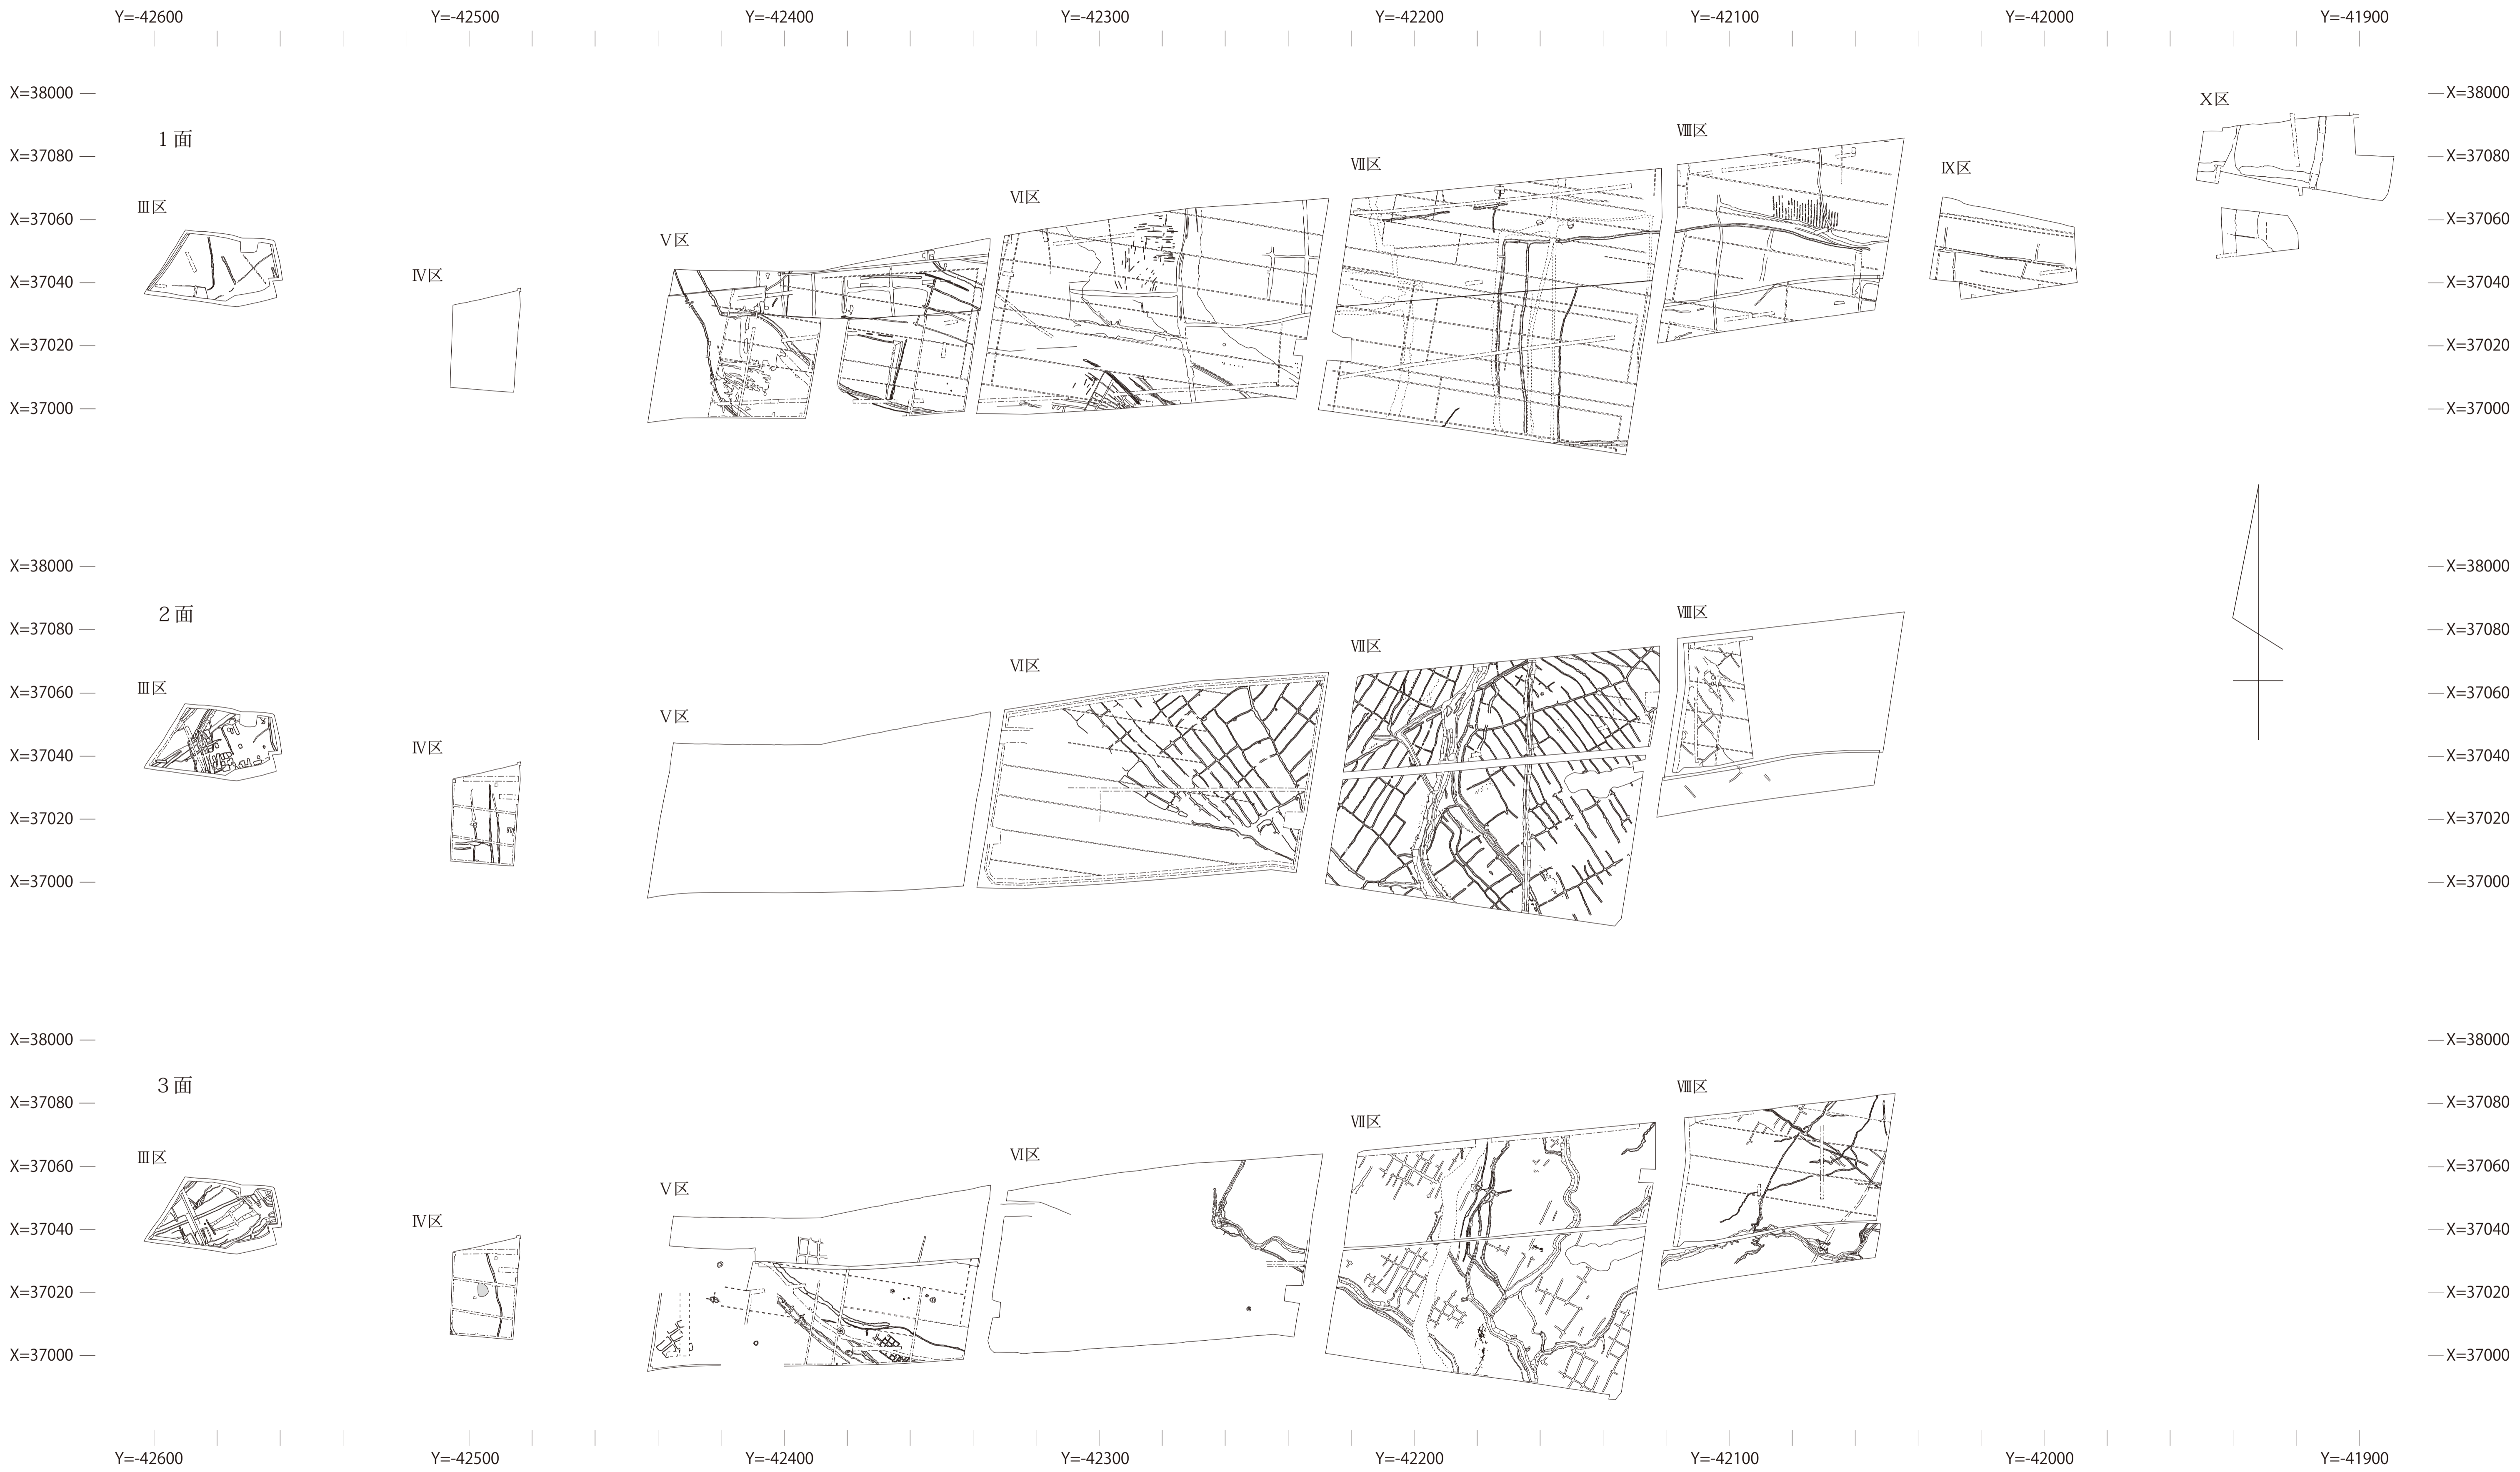 Y=-42600 Y=-42500 Y=-42400 Y=-42300 Y=-42200 Y=-42100 Y=-42000 Y=-41900
X=38000 X=38000
X区
1面
VIII区
X=37080 X=37080
VII区
IX区
VI区
III区
X=37060 X=37060
V区
IV区
X=37040 X=37040
X=37020 X=37020
X=37000 X=37000
X=38000 X=38000
2面
VIII区
X=37080 X=37080
VII区
VI区
III区
X=37060 X=37060
V区
IV区
X=37040 X=37040
X=37020 X=37020
X=37000 X=37000
X=38000 X=38000
3面
VIII区
X=37080 X=37080
VII区
VI区
III区
X=37060 X=37060
V区
IV区
X=37040 X=37040
X=37020 X=37020
X=37000 X=37000
Y=-42600 Y=-42500 Y=-42400 Y=-42300 Y=-42200 Y=-42100 Y=-42000 Y=-41900